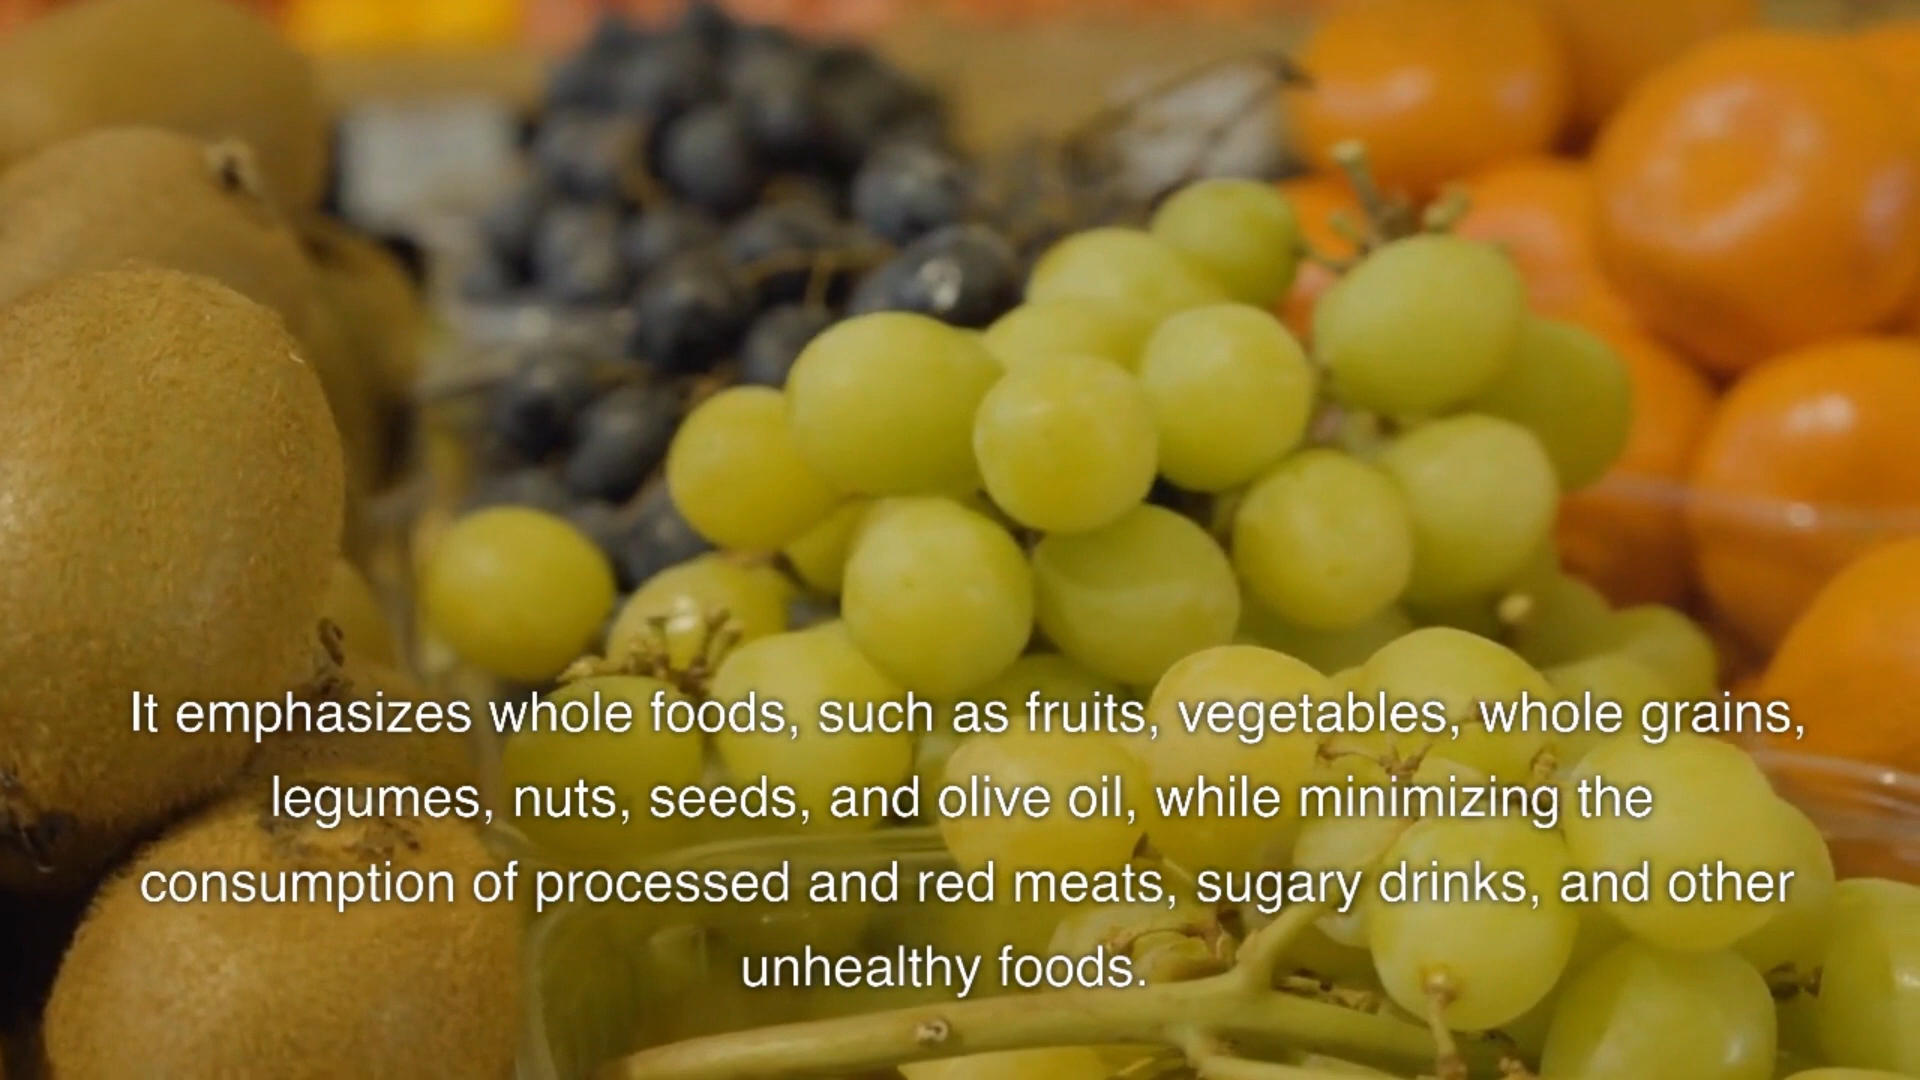 It emphasizes whole foods, such as fruits, vegetables, whole grains,
legumes, nuts, seeds, and olive oil, while minimizing the
consumption of processed and red meats, sugary drinks, and other
unhealthy foods.